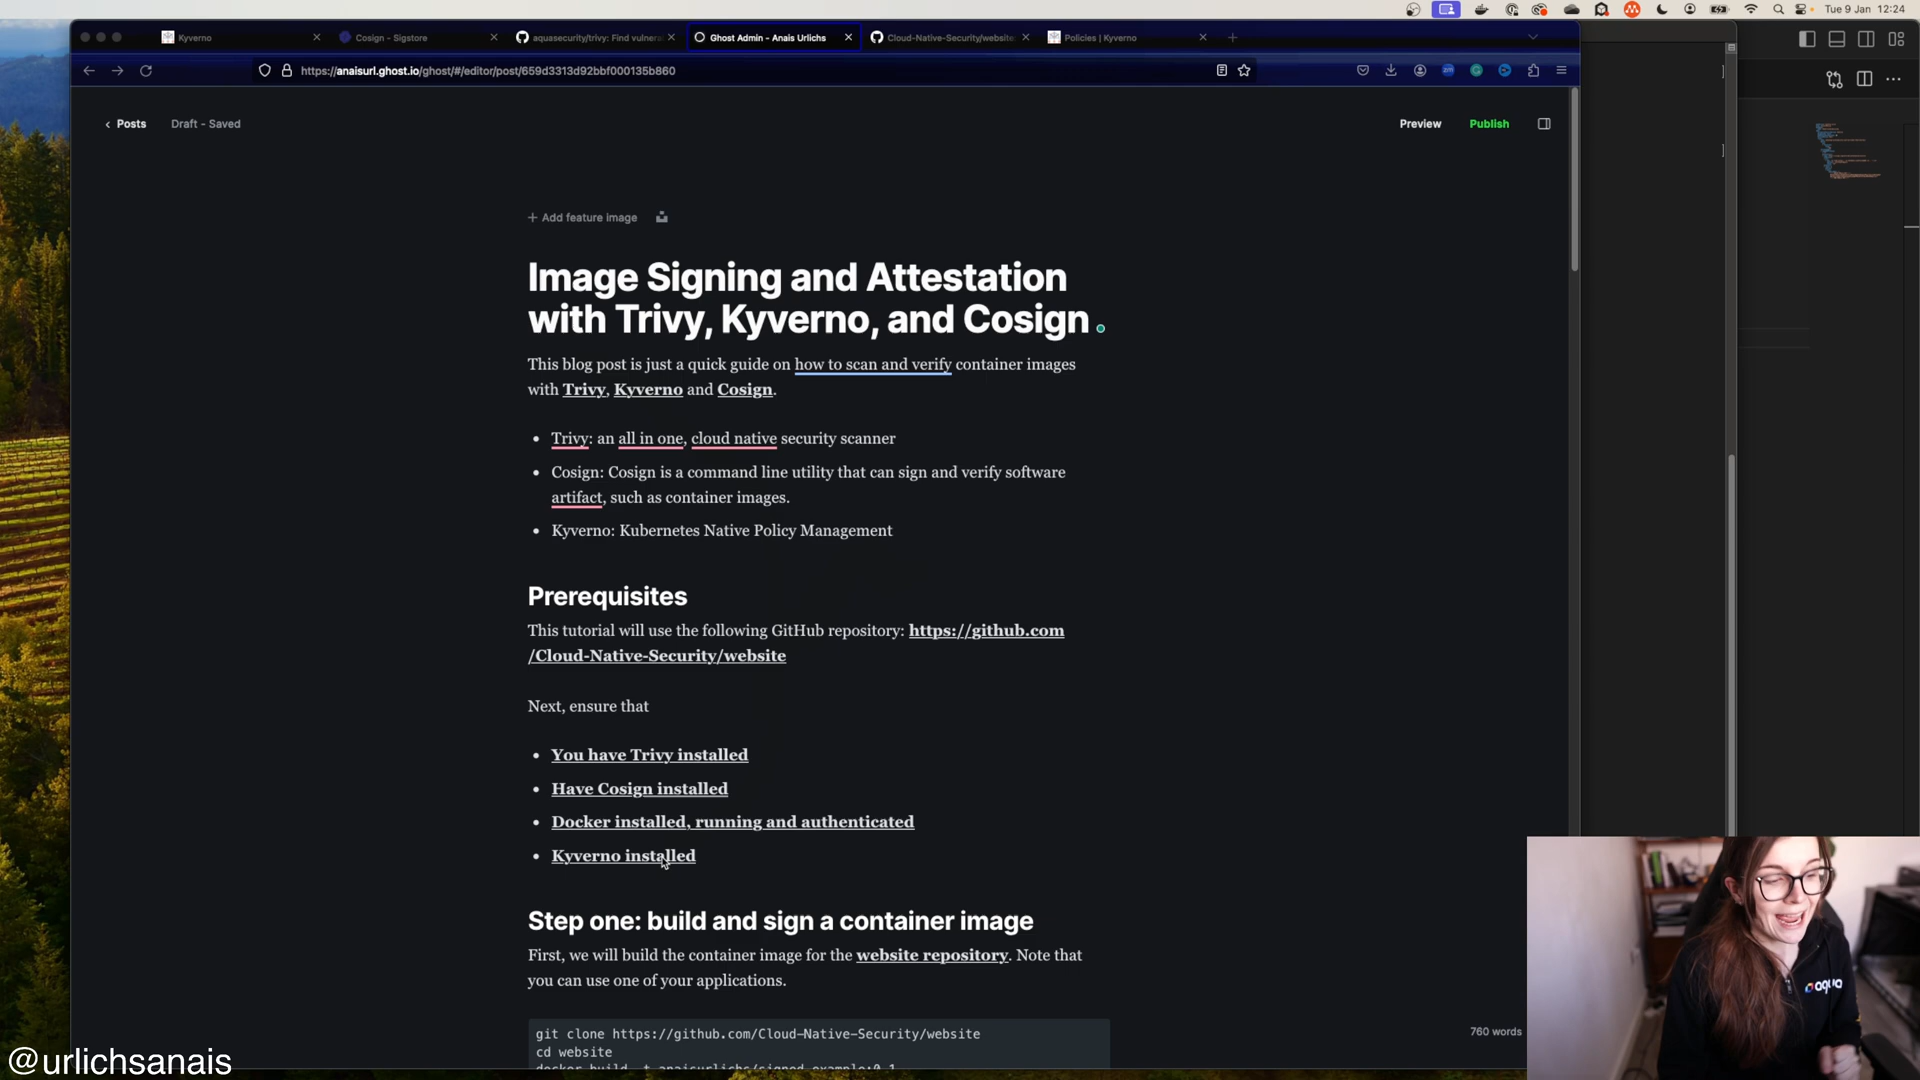 Tue 9 Jan 12:24
Kyverno
Cosign - Sigstore
aquasecurity/trivy: Find vulnera
Ghost Admin - Anais Urlichs
Cloud-Native-Security/website:
Policies | Kyverno
https://anaisurl.ghost.io/ghost/#/editor/post/659d3313d92bbf000135b860
Posts
Draft - Saved
Preview
Publish
+ Add feature image
Image Signing and Attestation
with Trivy, Kyverno, and Cosign
This blog post is just a quick guide on how to scan and verify container images
with Trivy, Kyverno and Cosign.
• Trivy: an all in one, cloud native security scanner
• Cosign: Cosign is a command line utility that can sign and verify software
artifact, such as container images.
• Kyverno: Kubernetes Native Policy Management
Prerequisites
This tutorial will use the following GitHub repository: https://github.com
/Cloud-Native-Security/website
Next, ensure that
• You have Trivy installed
• Have Cosign installed
• Docker installed, running and authenticated
• Kyverno installed
Step one: build and sign a container image
First, we will build the container image for the website repository. Note that
you can use one of your applications.
git clone https://github.com/Cloud-Native-Security/website
cd website
docker build -t anaisurlichs/signed-example:0.1
760 words
aqua
@urlichsanais